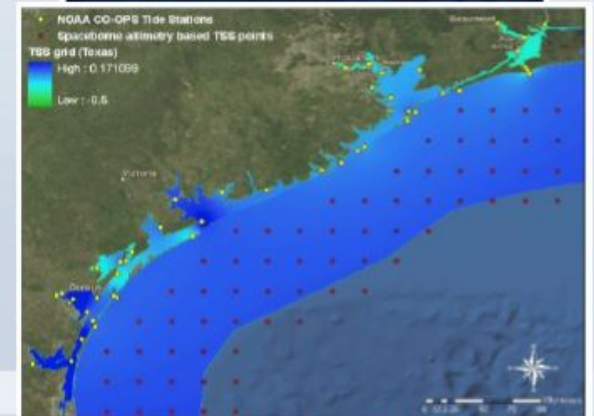 NOAA CO-OPS Tide Stations
Spaceborne altimetry based TSS points
TSS grid (Texas)
High : 0.171099
Low : -0.5
Beaumont
Victoria